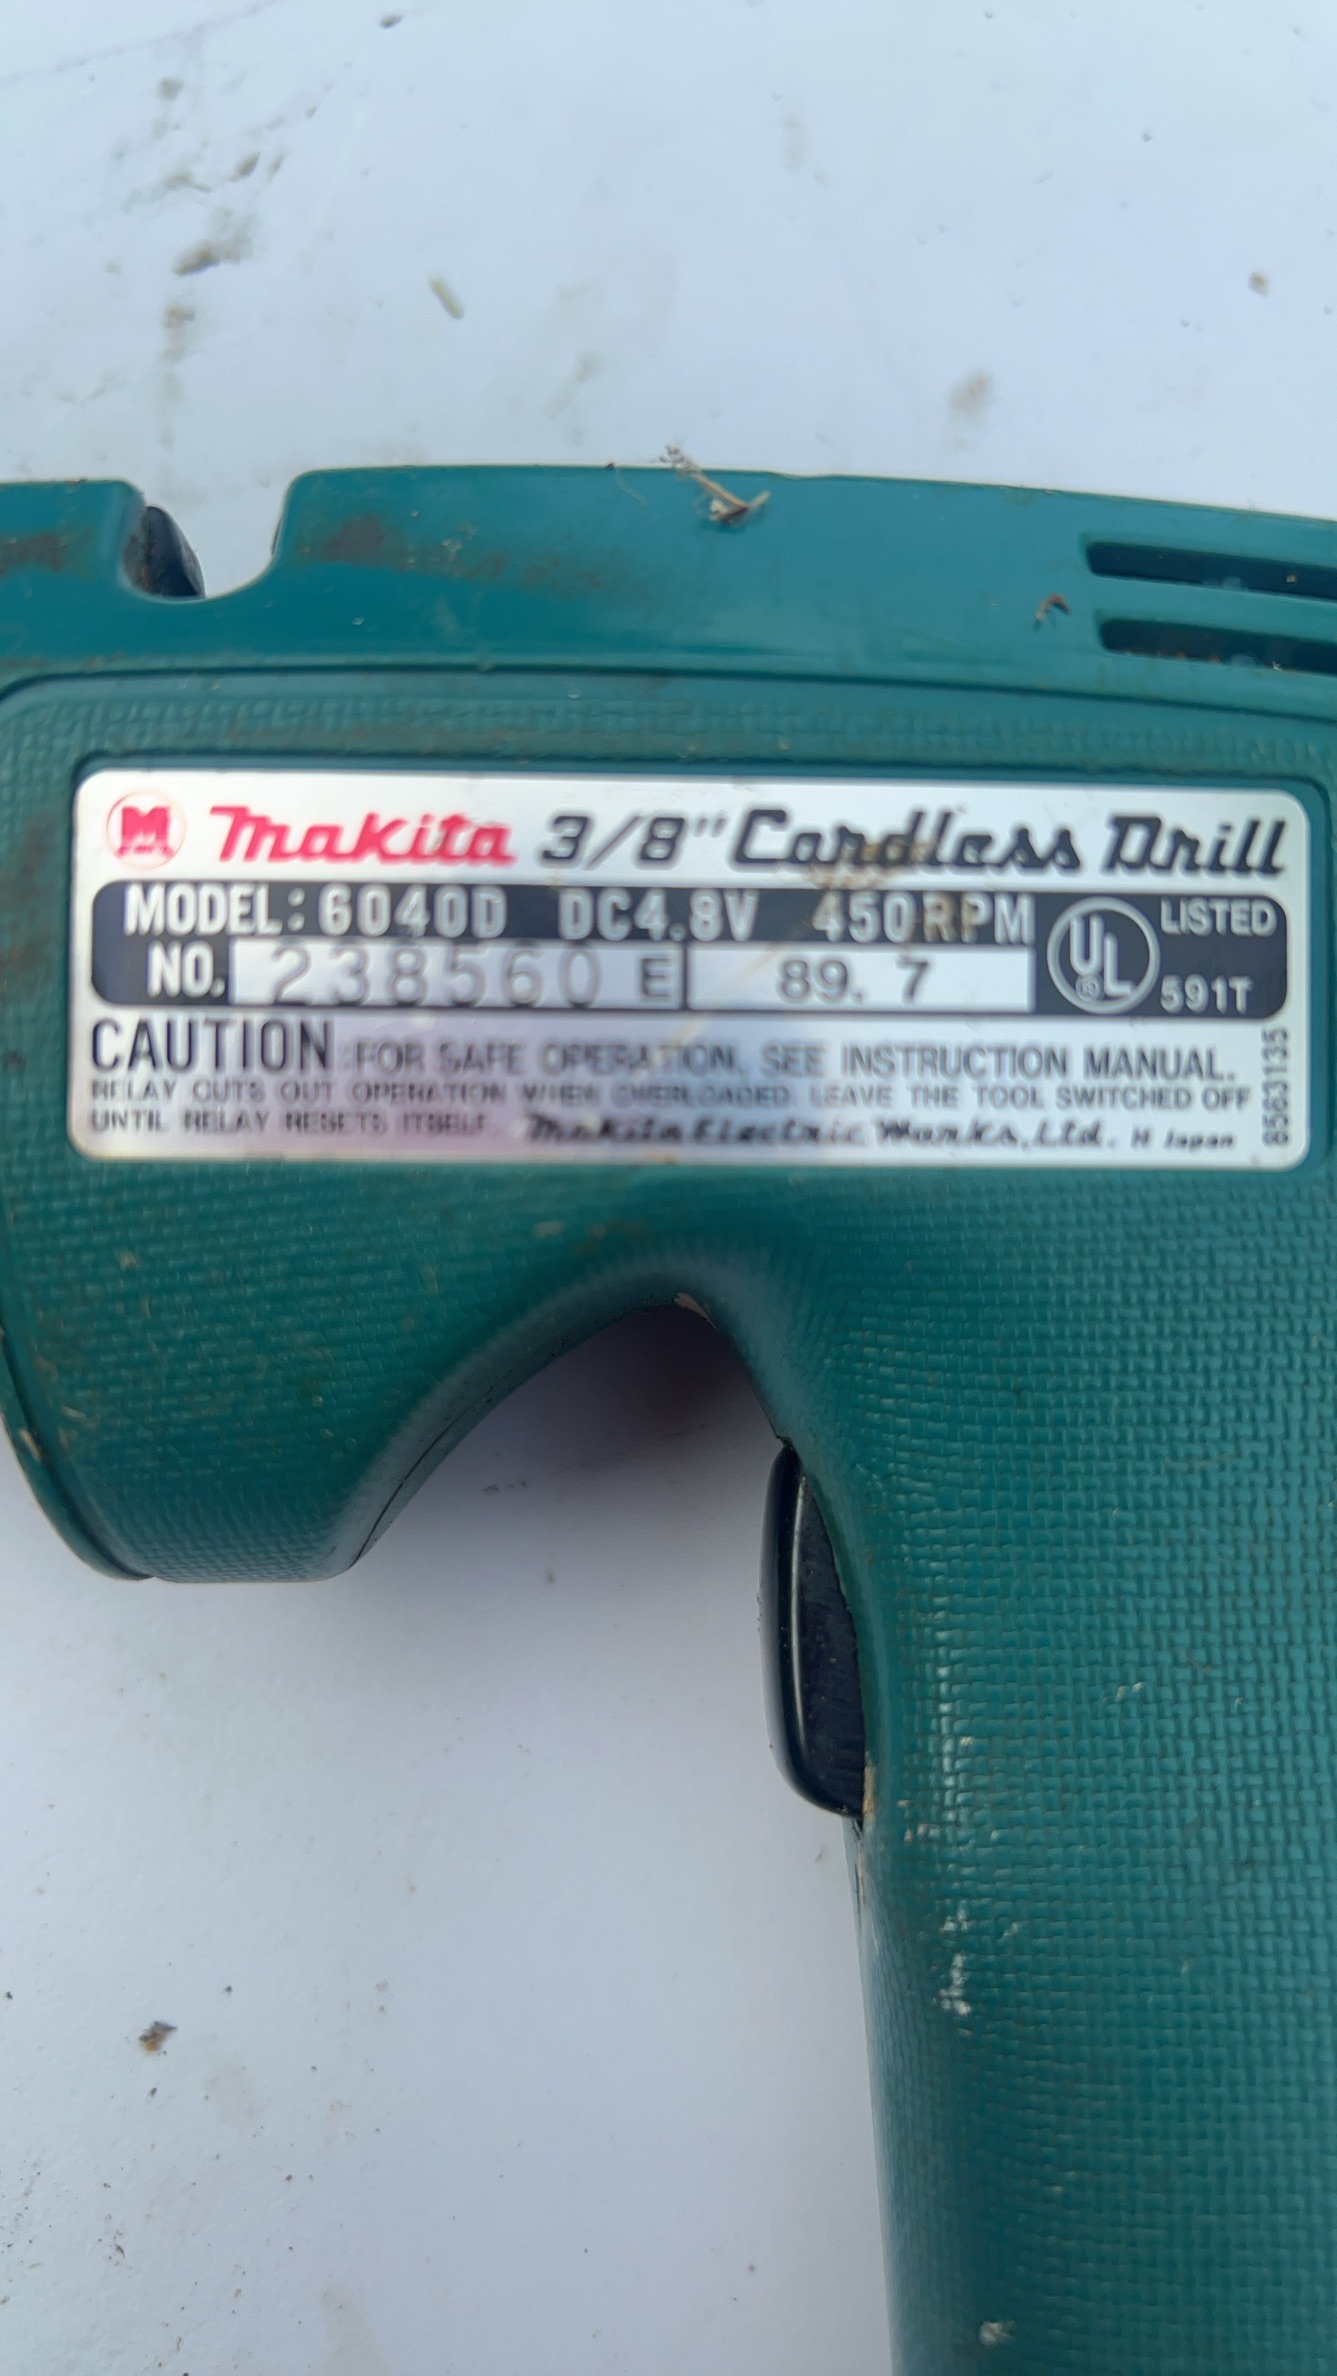 M Makita 3/8" Cordless Drill
MODEL: 6040D DC4.8V 450RPM
NO. 238560 E 89. 7
UL LISTED
591T
CAUTION :FOR SAFE OPERATION, SEE INSTRUCTION MANUAL.
RELAY CUTS OUT OPERATION WHEN OVERLOADED. LEAVE THE TOOL SWITCHED OFF
UNTIL RELAY RESETS ITSELF. Makita Electric Works, Ltd. H Japan
8563135